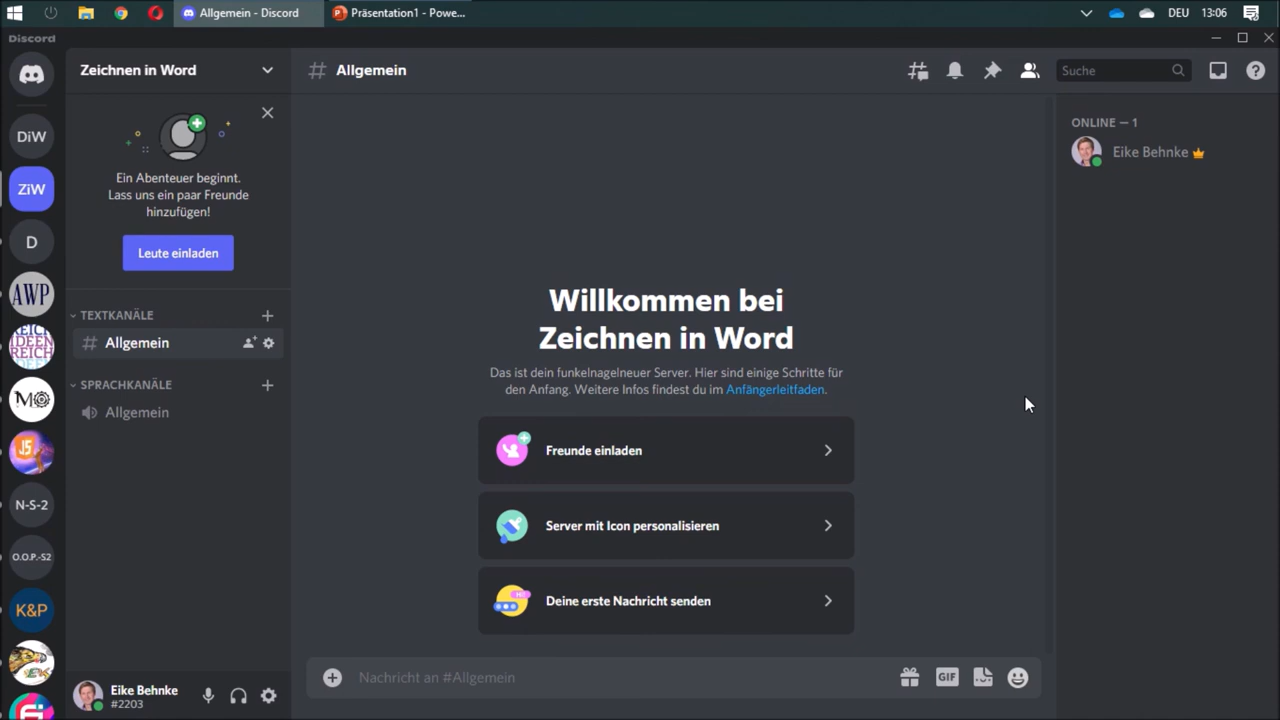 Allgemein - Discord
Präsentation1 - Powe...
DEU
13:06
Discord
Zeichnen in Word
Allgemein
Suche
DiW
ZiW
D
AWP
IDEEN
REICH
JS
N-S-2
O.O.P.-S2
K&P
Ein Abenteuer beginnt.
Lass uns ein paar Freunde
hinzufügen!
Leute einladen
TEXTKANÄLE
Allgemein
SPRACHKANÄLE
Allgemein
Eike Behnke
#2203
Willkommen bei
Zeichnen in Word
Das ist dein funkelnagelneuer Server. Hier sind einige Schritte für
den Anfang. Weitere Infos findest du im Anfängerleitfaden.
Freunde einladen
Server mit Icon personalisieren
Deine erste Nachricht senden
Nachricht an #Allgemein
GIF
ONLINE — 1
Eike Behnke